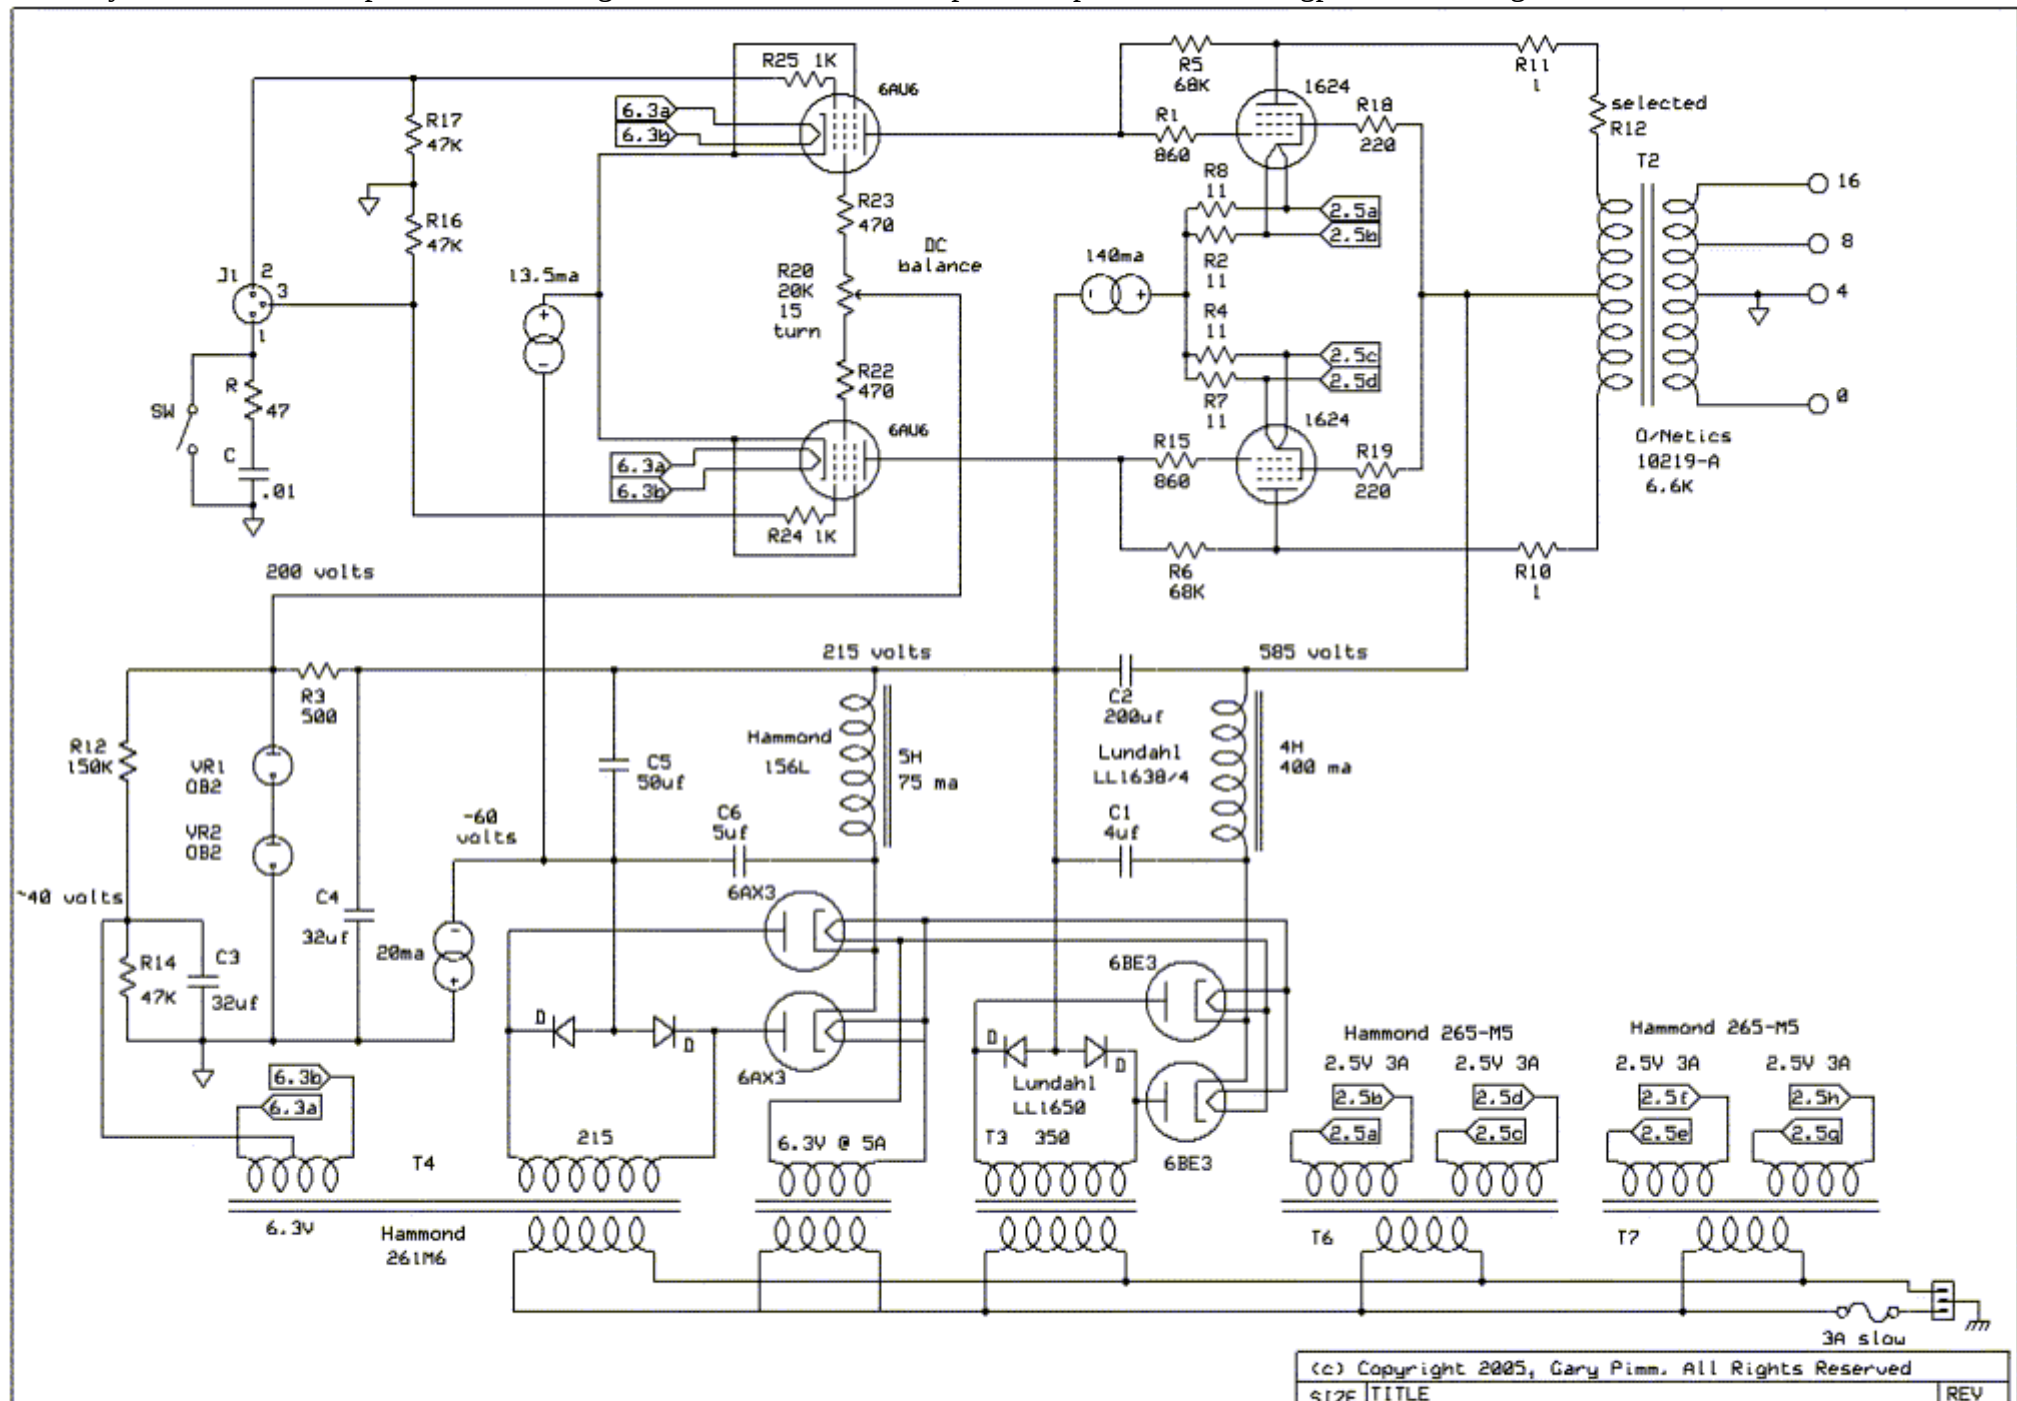 R25 1K
6AU6
6.3a
6.3b
R17
47K
R16
47K
J1
2
3
1
R
47
SW
C
.01
13.5ma
R23
470
R20
20K
15
turn
DC
balance
R22
470
6AU6
6.3a
6.3b
R24 1K
R5
68K
R1
860
1624
R18
220
R11
1
selected
R12
T2
16
8
4
0
R8
11
2.5a
2.5b
R2
11
140ma
R4
11
2.5c
2.5d
R7
11
1624
R15
860
R19
220
R6
68K
R10
1
O/Netics
10219-A
6.6K
200 volts
215 volts
585 volts
R3
500
R12
150K
VR1
OB2
VR2
OB2
C5
50uf
Hammond
156L
5H
75 ma
C2
200uf
Lundahl
LL1638/4
4H
400 ma
-60
volts
C6
5uf
C1
4uf
~40 volts
C4
32uf
R14
47K
C3
32uf
20ma
6AX3
6AX3
D
D
6BE3
6BE3
D
D
Lundahl
LL1650
T3 350
6.3b
6.3a
215
T4
6.3V @ 5A
6.3V
Hammond
261M6
Hammond 265-M5
2.5V 3A
2.5V 3A
2.5b
2.5a
2.5d
2.5c
T6
Hammond 265-M5
2.5V 3A
2.5V 3A
2.5f
2.5e
2.5h
2.5g
T7
3A slow
(c) Copyright 2005, Gary Pimm. All Rights Reserved
SIZE TITLE REV